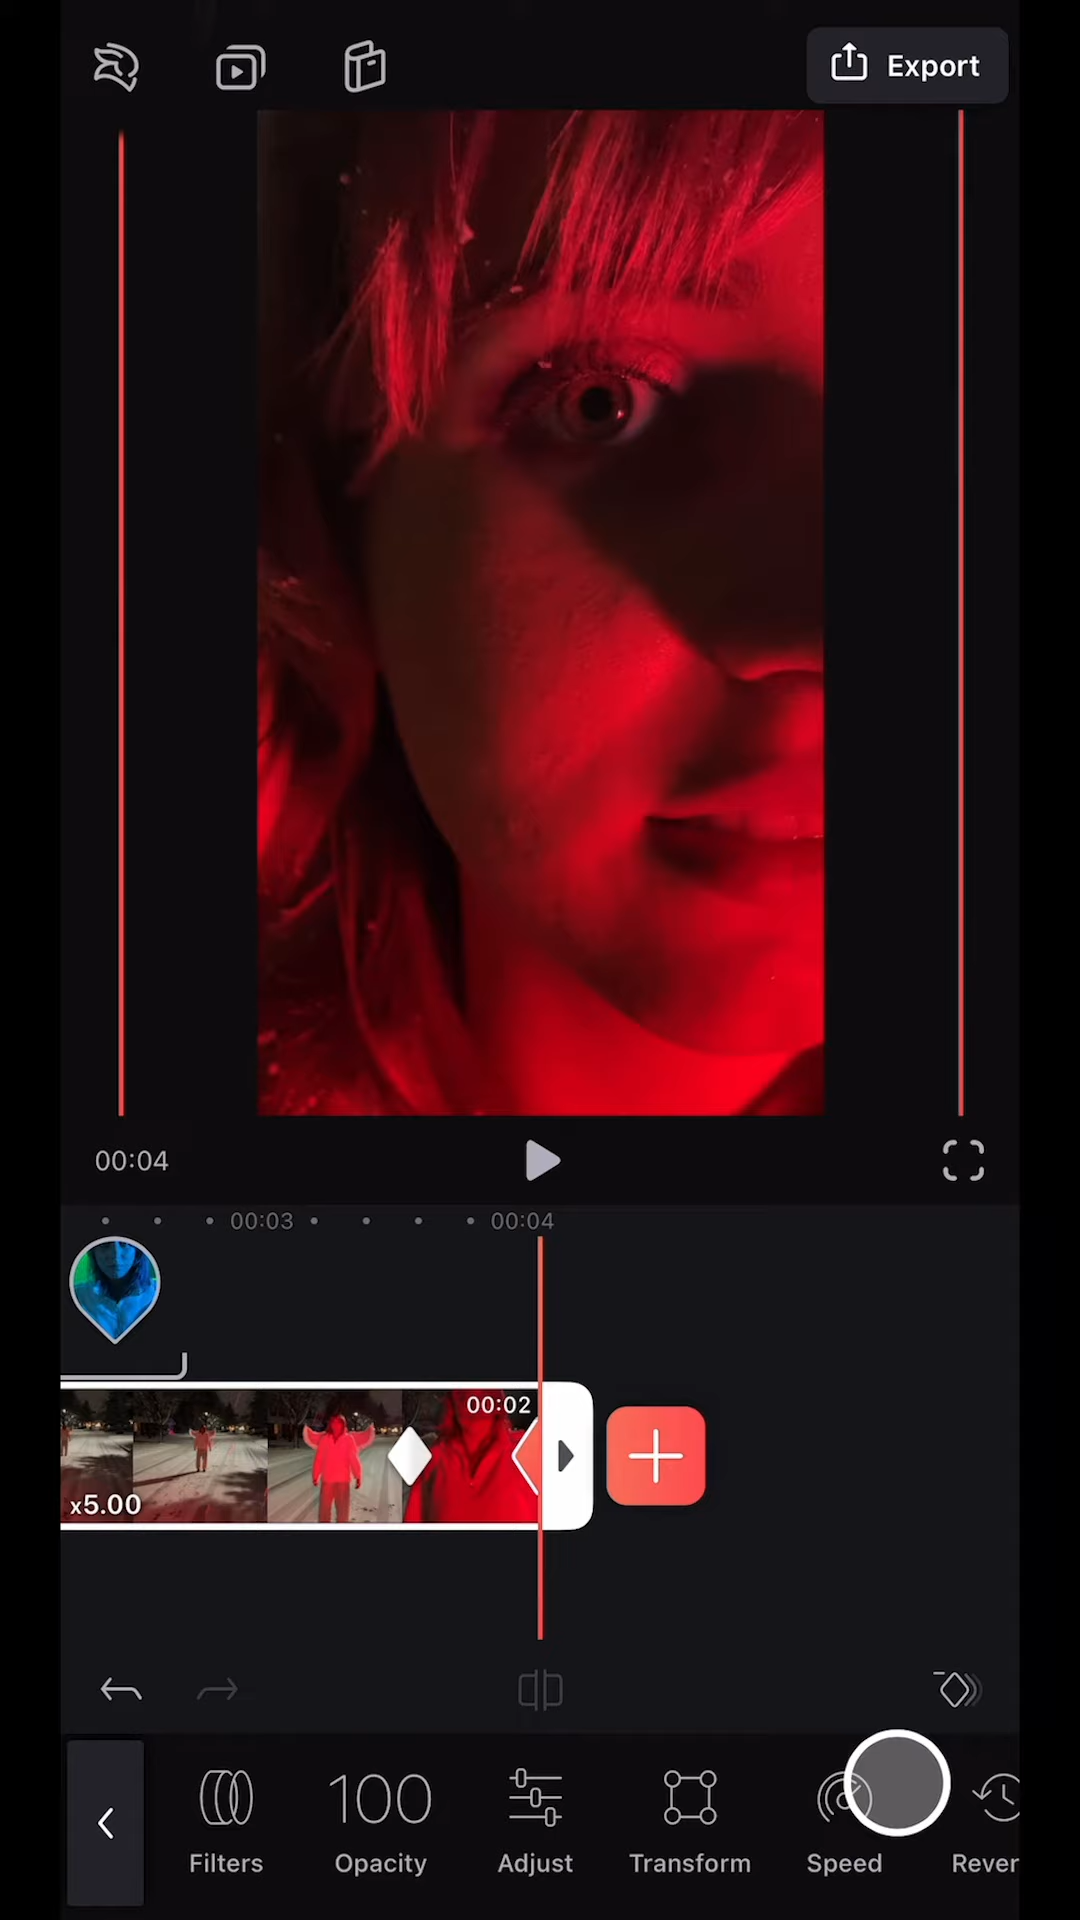 Export
00:04
00:03
00:04
00:02
x5.00
100
Filters
Opacity
Adjust
Transform
Speed
Rever